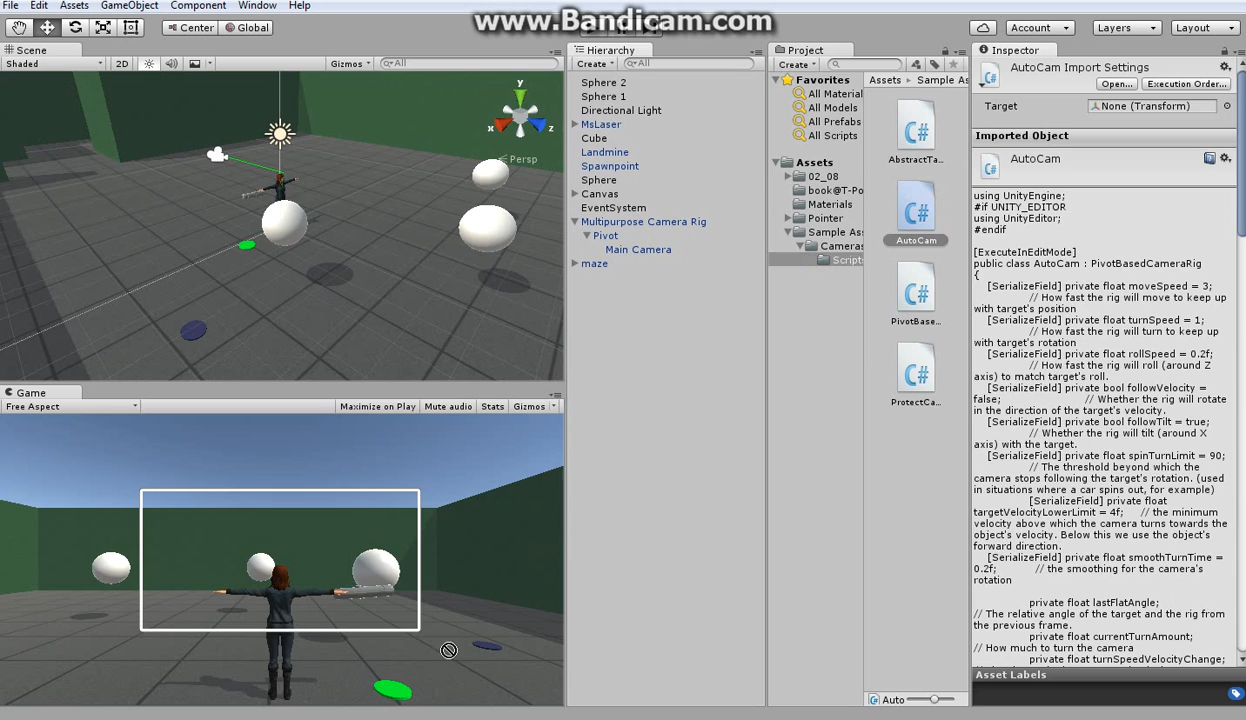 File Edit Assets GameObject Component Window Help
www.Bandicam.com
Center Global Account Layers Layout
Scene
Shaded 2D Gizmos All
y
x z
Persp
Game
Free Aspect Maximize on Play Mute audio Stats Gizmos
Hierarchy
Create All
Sphere 2
Sphere 1
Directional Light
MsLaser
Cube
Landmine
Spawnpoint
Sphere
Canvas
EventSystem
Multipurpose Camera Rig
Pivot
Main Camera
maze
Project
Create
Favorites
All Material
All Models
All Prefabs
All Scripts
Assets
02_08
book@T-Po
Materials
Pointer
Sample Ass
Cameras
Scripts
Assets Sample As
AbstractTa...
AutoCam
PivotBase...
ProtectCa...
Auto
Inspector
AutoCam Import Settings
Open... Execution Order...
Target None (Transform)
Imported Object
AutoCam
using UnityEngine;
#if UNITY_EDITOR
using UnityEditor;
#endif
[ExecuteInEditMode]
public class AutoCam : PivotBasedCameraRig
{
[SerializeField] private float moveSpeed = 3;
// How fast the rig will move to keep up
with target's position
[SerializeField] private float turnSpeed = 1;
// How fast the rig will turn to keep up
with target's rotation
[SerializeField] private float rollSpeed = 0.2f;
// How fast the rig will roll (around Z
axis) to match target's roll.
[SerializeField] private bool followVelocity =
false; // Whether the rig will rotate
in the direction of the target's velocity.
[SerializeField] private bool followTilt = true;
// Whether the rig will tilt (around X
axis) with the target.
[SerializeField] private float spinTurnLimit = 90;
// The threshold beyond which the
camera stops following the target's rotation. (used
in situations where a car spins out, for example)
[SerializeField] private float
targetVelocityLowerLimit = 4f; // the minimum
velocity above which the camera turns towards the
object's velocity. Below this we use the object's
forward direction.
[SerializeField] private float smoothTurnTime =
0.2f; // the smoothing for the camera's
rotation
private float lastFlatAngle;
// The relative angle of the target and the rig from
the previous frame.
private float currentTurnAmount;
// How much to turn the camera
private float turnSpeedVelocityChange;
Asset Labels